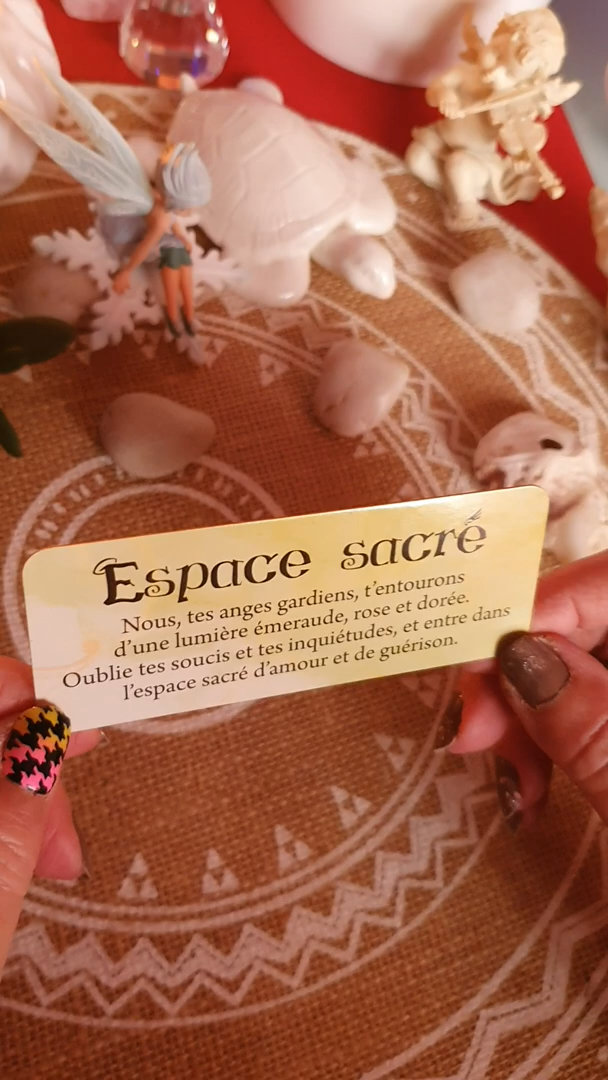 Espace sacré
Nous, tes anges gardiens, t'entourons
d'une lumière émeraude, rose et dorée.
Oublie tes soucis et tes inquiétudes, et entre dans
l'espace sacré d'amour et de guérison.